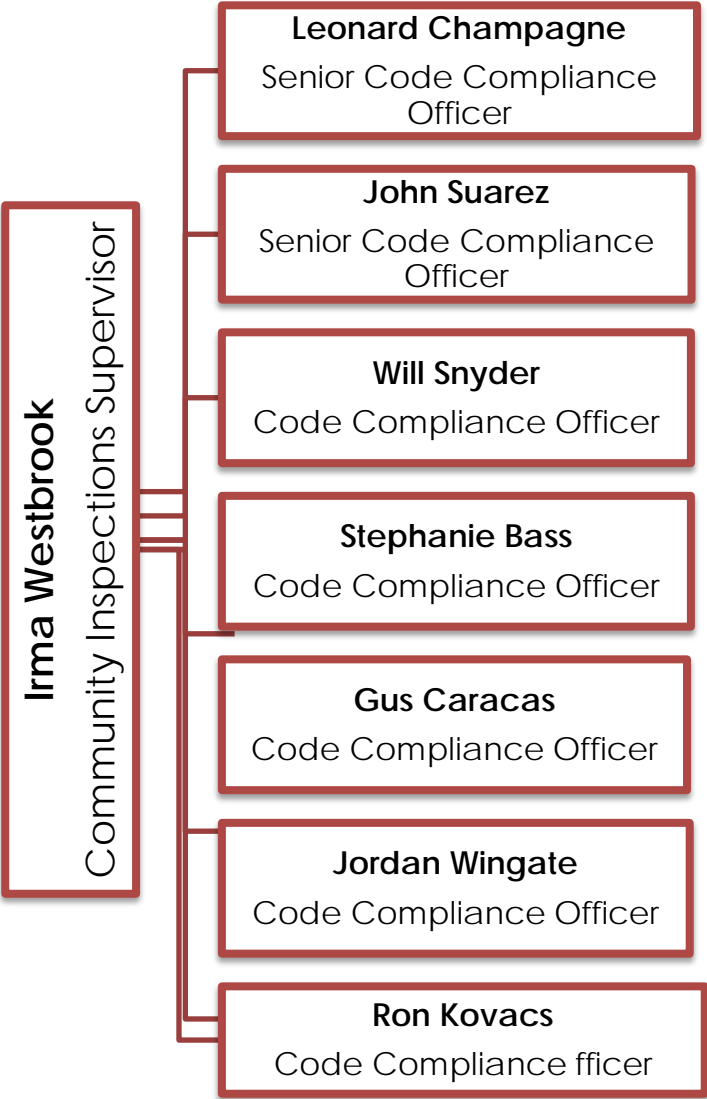 Irma Westbrook
Community Inspections Supervisor
Leonard Champagne
Senior Code Compliance
Officer
John Suarez
Senior Code Compliance
Officer
Will Snyder
Code Compliance Officer
Stephanie Bass
Code Compliance Officer
Gus Caracas
Code Compliance Officer
Jordan Wingate
Code Compliance Officer
Ron Kovacs
Code Compliance fficer